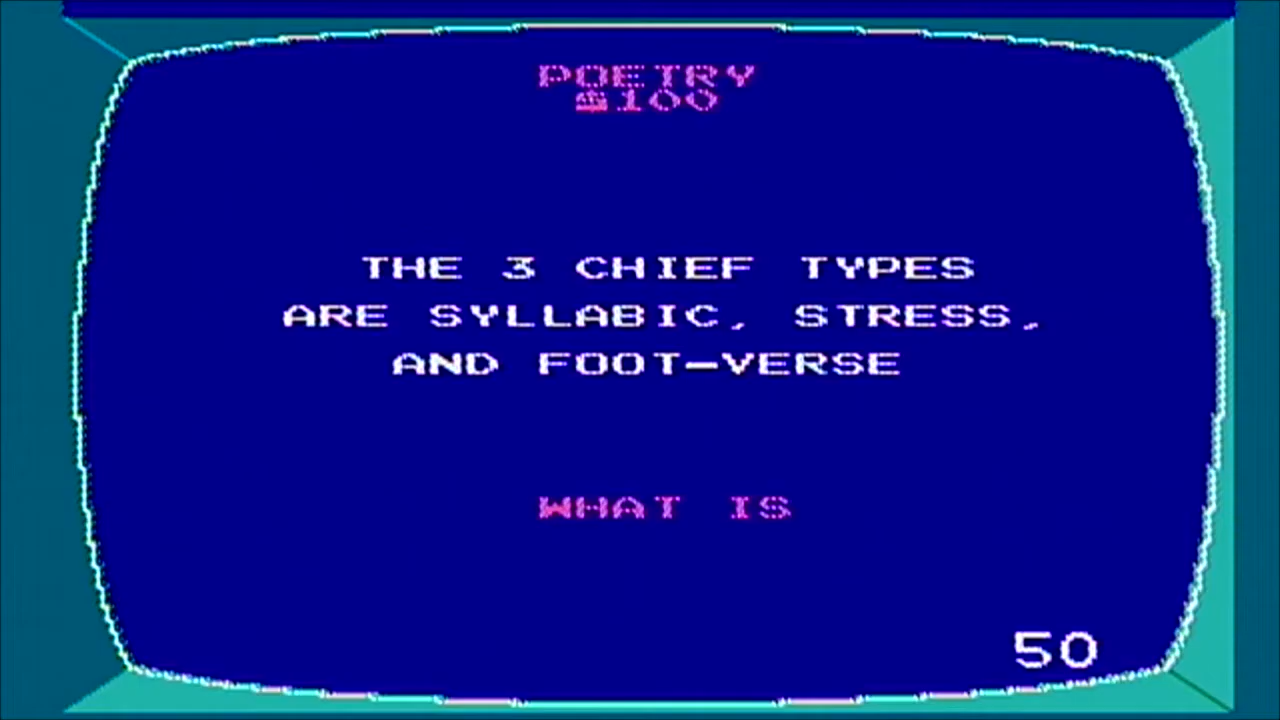 POETRY
$100
THE 3 CHIEF TYPES
ARE SYLLABIC, STRESS,
AND FOOT-VERSE
WHAT IS
50